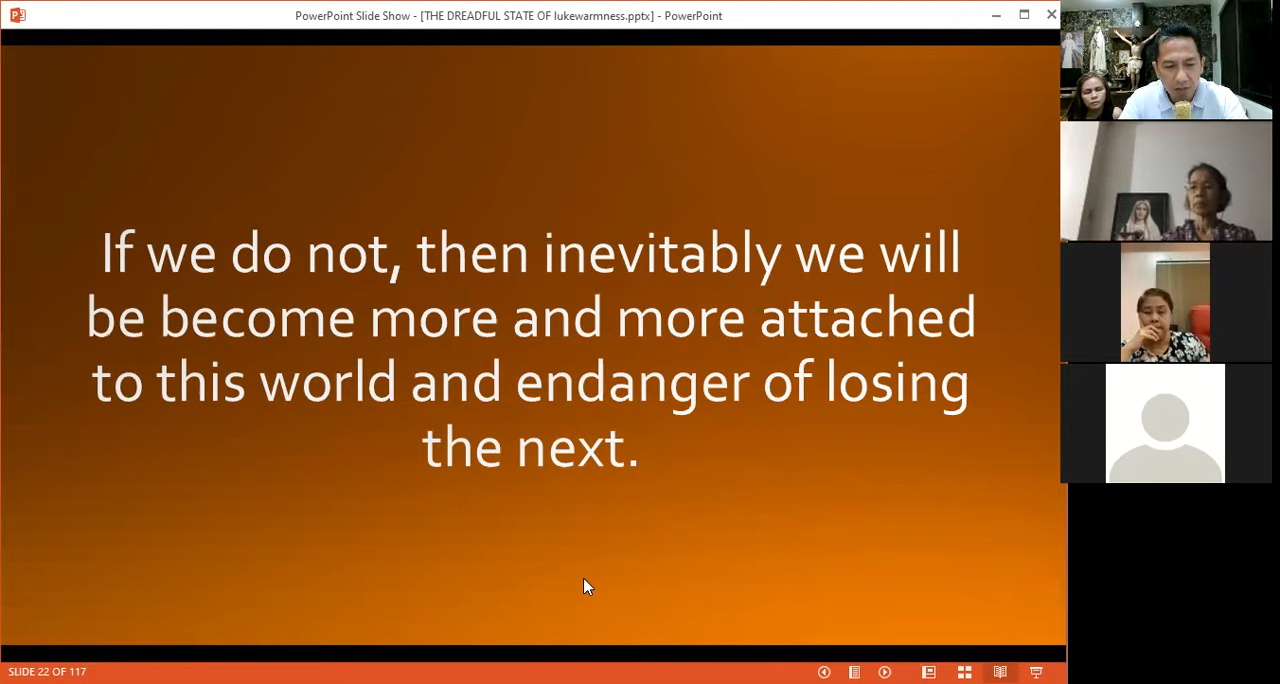 PowerPoint Slide Show - [THE DREADFUL STATE OF lukewarmness.pptx] - PowerPoint
If we do not, then inevitably we will
be become more and more attached
to this world and endanger of losing
the next.
SLIDE 22 OF 117